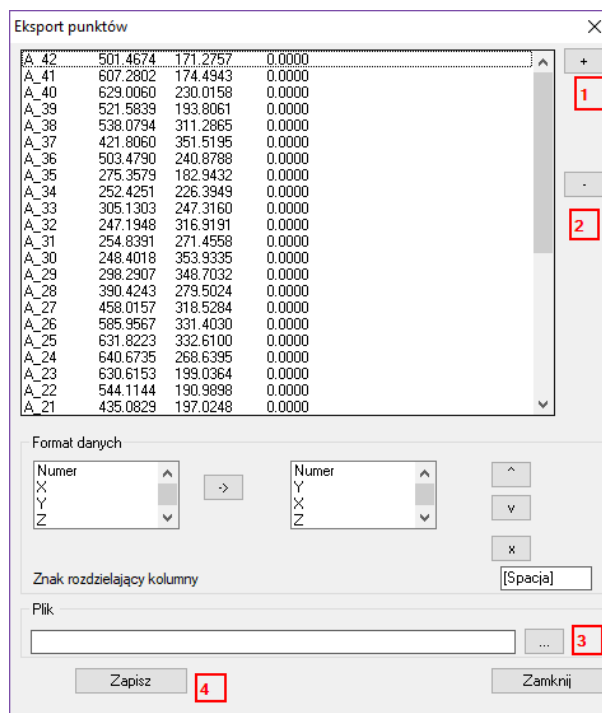 Eksport punktów
A_42 501.4674 171.2757 0.0000
A_41 607.2802 174.4943 0.0000
A_40 629.0060 230.0158 0.0000
A_39 521.5839 193.8061 0.0000
A_38 538.0794 311.2865 0.0000
A_37 421.8060 351.5195 0.0000
A_36 503.4790 240.8788 0.0000
A_35 275.3579 182.9432 0.0000
A_34 252.4251 226.3949 0.0000
A_33 305.1303 247.3160 0.0000
A_32 247.1948 316.9191 0.0000
A_31 254.8391 271.4558 0.0000
A_30 248.4018 353.9335 0.0000
A_29 298.2907 348.7032 0.0000
A_28 390.4243 279.5024 0.0000
A_27 458.0157 318.5284 0.0000
A_26 585.9567 331.4030 0.0000
A_25 631.8223 332.6100 0.0000
A_24 640.6735 268.6395 0.0000
A_23 630.6153 199.0364 0.0000
A_22 544.1144 190.9898 0.0000
A_21 435.0829 197.0248 0.0000
+
1
-
2
Format danych
Numer
X
Y
Z
->
Numer
Y
X
Z
^
v
x
Znak rozdzielający kolumny
[Spacja]
Plik
...
3
Zapisz
4
Zamknij